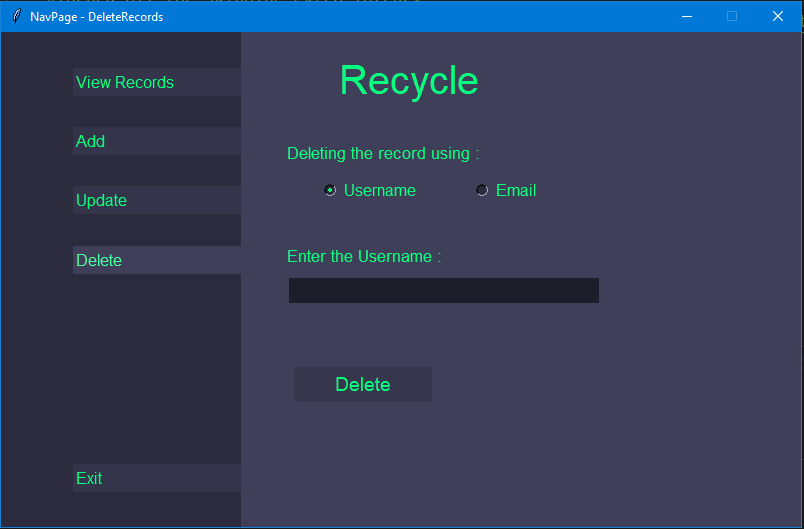 NavPage - DeleteRecords
View Records
Add
Update
Delete
Exit
Recycle
Deleting the record using :
Username Email
Enter the Username :
Delete